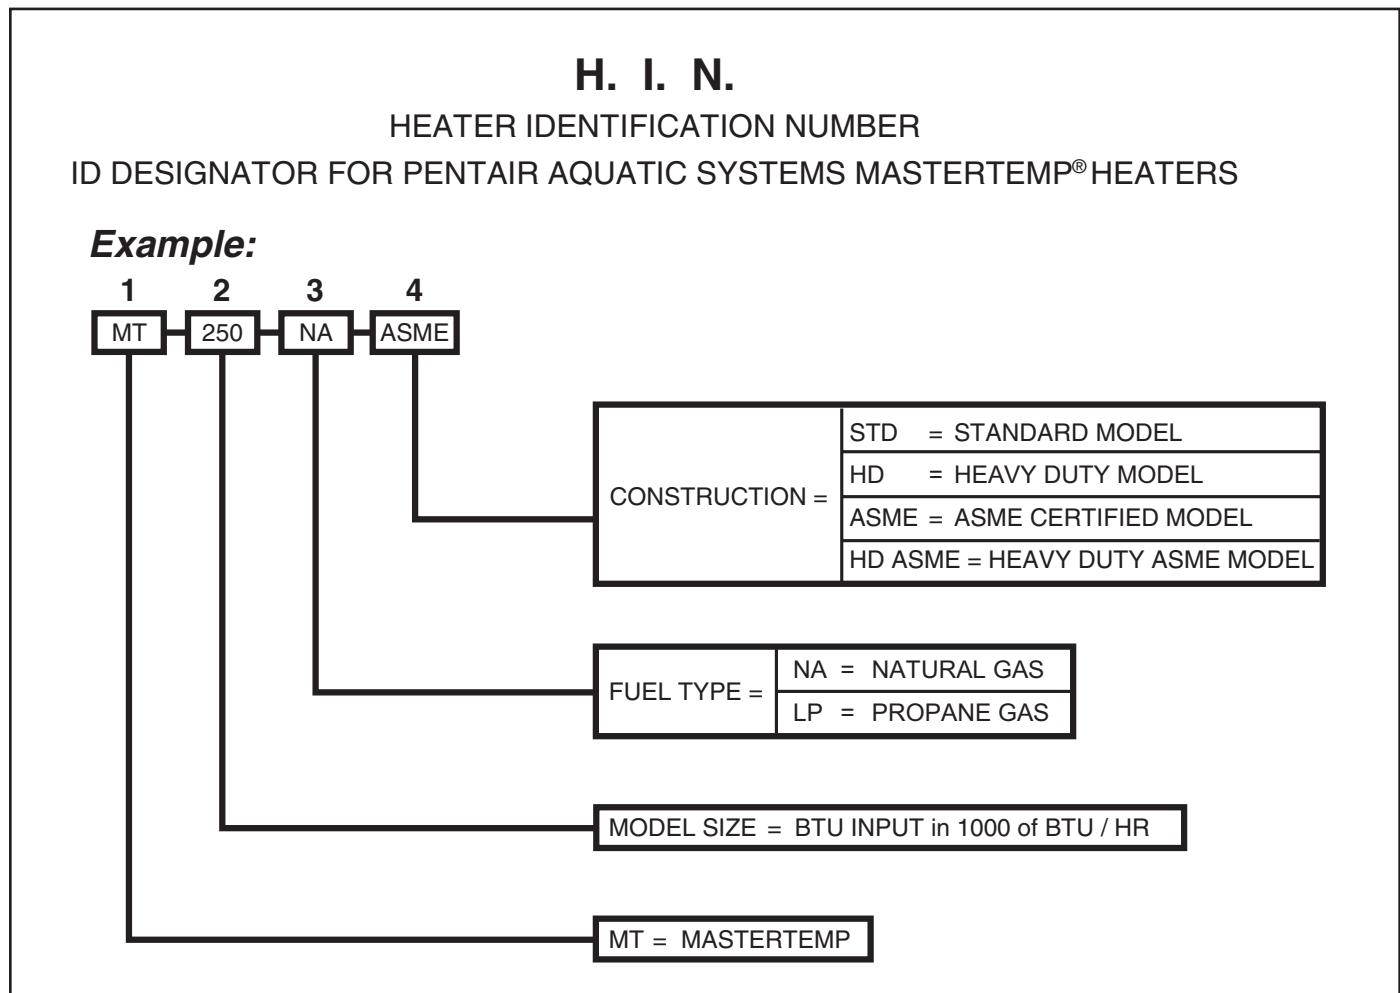 H. I. N.
HEATER IDENTIFICATION NUMBER
ID DESIGNATOR FOR PENTAIR AQUATIC SYSTEMS MASTERTEMP® HEATERS
Example:
1 2 3 4
MT 250 NA ASME
CONSTRUCTION =
STD = STANDARD MODEL
HD = HEAVY DUTY MODEL
ASME = ASME CERTIFIED MODEL
HD ASME = HEAVY DUTY ASME MODEL
FUEL TYPE =
NA = NATURAL GAS
LP = PROPANE GAS
MODEL SIZE = BTU INPUT in 1000 of BTU / HR
MT = MASTERTEMP